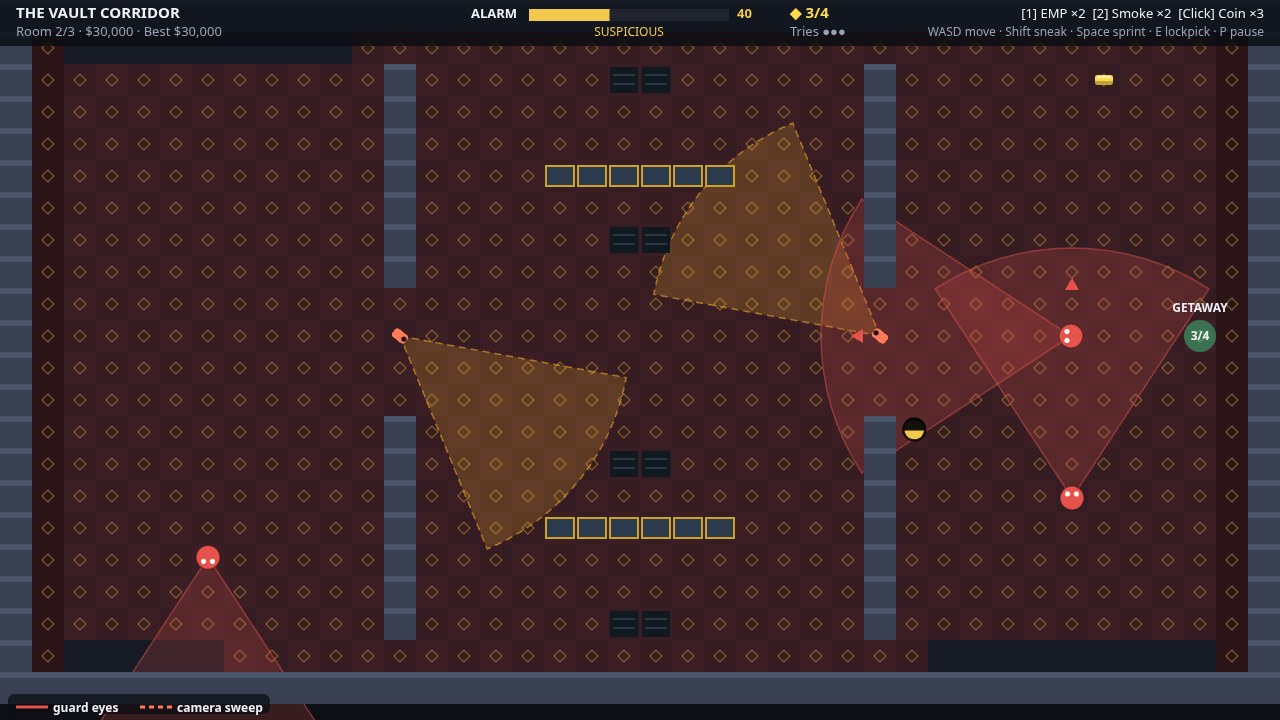 THE VAULT CORRIDOR
Room 2/3 · $30,000 · Best $30,000
ALARM 40
SUSPICIOUS
◆ 3/4
Tries ●●●
[1] EMP ×2 [2] Smoke ×2 [Click] Coin ×3
WASD move · Shift sneak · Space sprint · E lockpick · P pause
GETAWAY
3/4
guard eyes
camera sweep